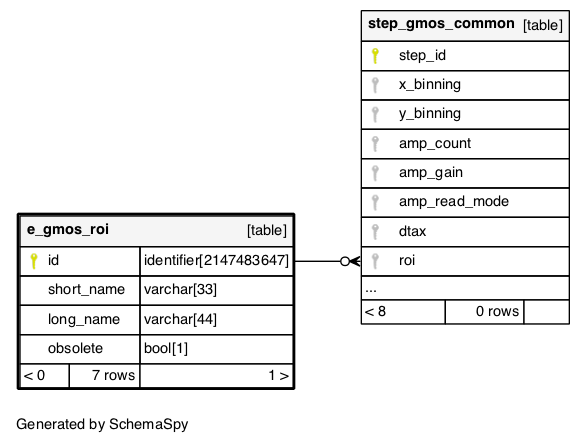 step_gmos_common [table]
step_id
x_binning
y_binning
amp_count
amp_gain
amp_read_mode
dtax
roi
...
< 8 0 rows
e_gmos_roi [table]
id identifier[2147483647]
short_name varchar[33]
long_name varchar[44]
obsolete bool[1]
< 0 7 rows 1 >
Generated by SchemaSpy